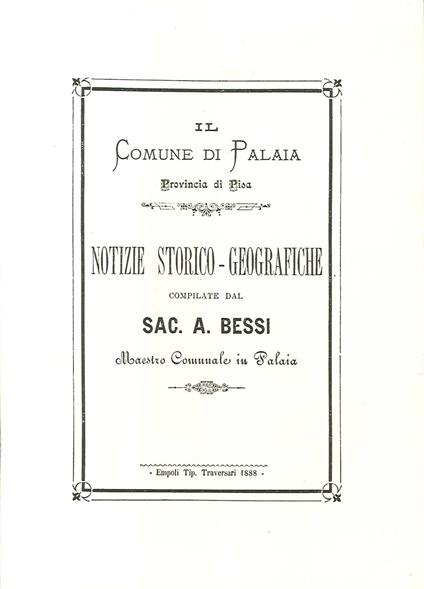 IL
COMUNE DI PALAIA
Provincia di Pisa
NOTIZIE STORICO-GEOGRAFICHE
COMPILATE DAL
SAC. A. BESSI
Maestro Comunale in Palaia
- Empoli Tip. Traversari 1888 -